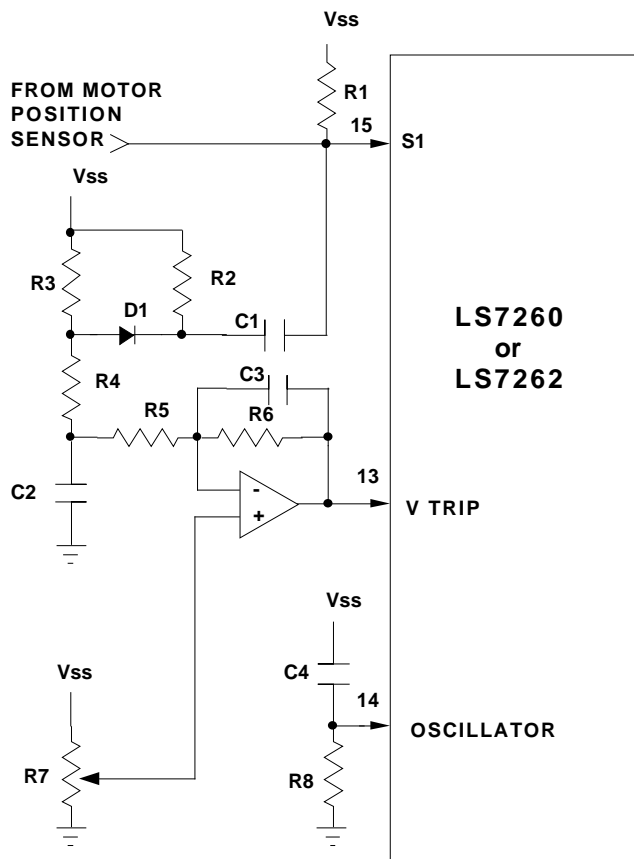 Vss
R1
FROM MOTOR
POSITION
SENSOR
15
S1
Vss
R3
R2
D1
C1
LS7260
or
LS7262
R4
C3
R5
R6
C2
-
+
13
V TRIP
Vss
C4
Vss
14
OSCILLATOR
R7
R8